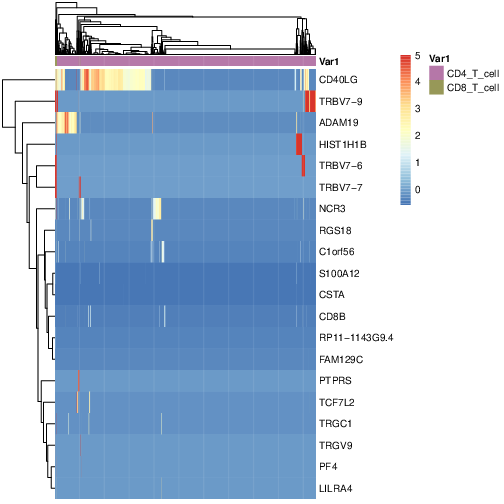 Var1
CD40LG
TRBV7-9
ADAM19
HIST1H1B
TRBV7-6
TRBV7-7
NCR3
RGS18
C1orf56
S100A12
CSTA
CD8B
RP11-1143G9.4
FAM129C
PTPRS
TCF7L2
TRGC1
TRGV9
PF4
LILRA4
5
4
3
2
1
0
Var1
CD4_T_cell
CD8_T_cell